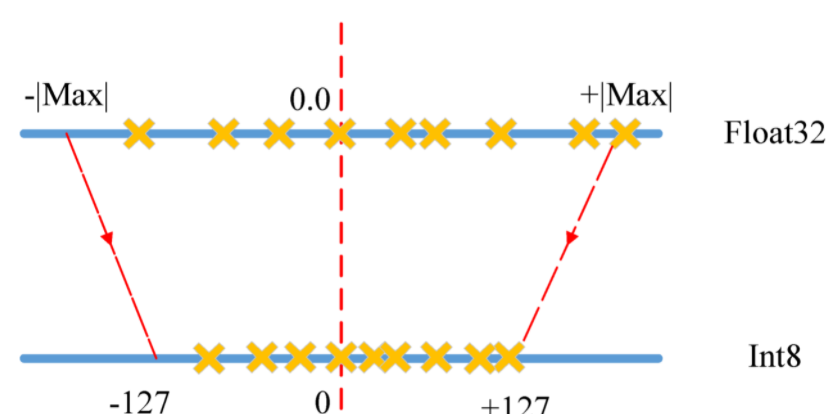 -|Max|
0.0
+|Max|
Float32
Int8
-127
0
+127